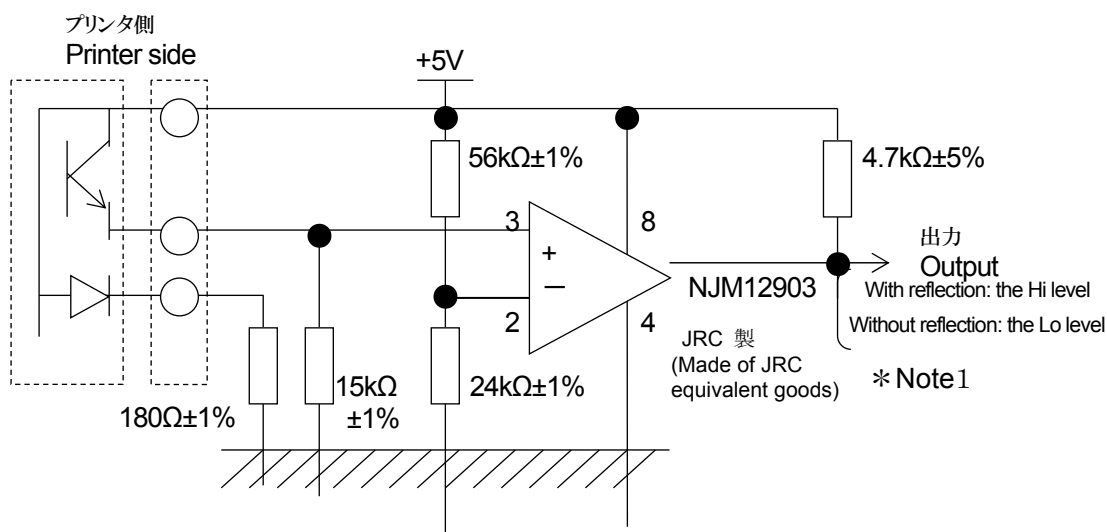 プリンタ側
Printer side
+5V
56kΩ±1%
4.7kΩ±5%
3
8
+
−
出力
Output
NJM12903
With reflection: the Hi level
2
4
Without reflection: the Lo level
JRC 製
(Made of JRC
equivalent goods)
＊Note1
180Ω±1%
15kΩ
±1%
24kΩ±1%